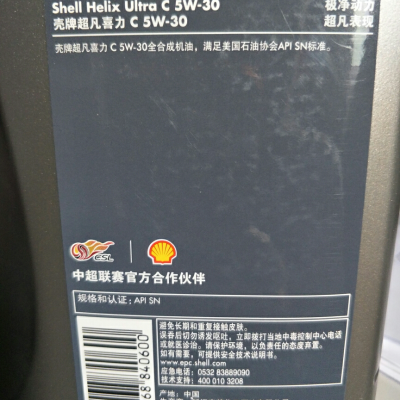 Shell Helix Ultra C 5W-30
极净动力
壳牌超凡喜力 C 5W-30
超凡表现
壳牌超凡喜力 C 5W-30全合成机油，满足美国石油协会API SN标准。
CSL
中超联赛官方合作伙伴
规格和认证: API SN
避免长期和重复接触皮肤。
误吞后切勿诱发呕吐，立即拨打当地中毒控制中心电话
或就医诊治。请保护环境，以负责任的态度弃置。
如有需要，可提供安全技术说明书。
www.epc.shell.com
应急电话: 0532 83889090
技术支持: 400 010 3208
产地: 中国
68 840600